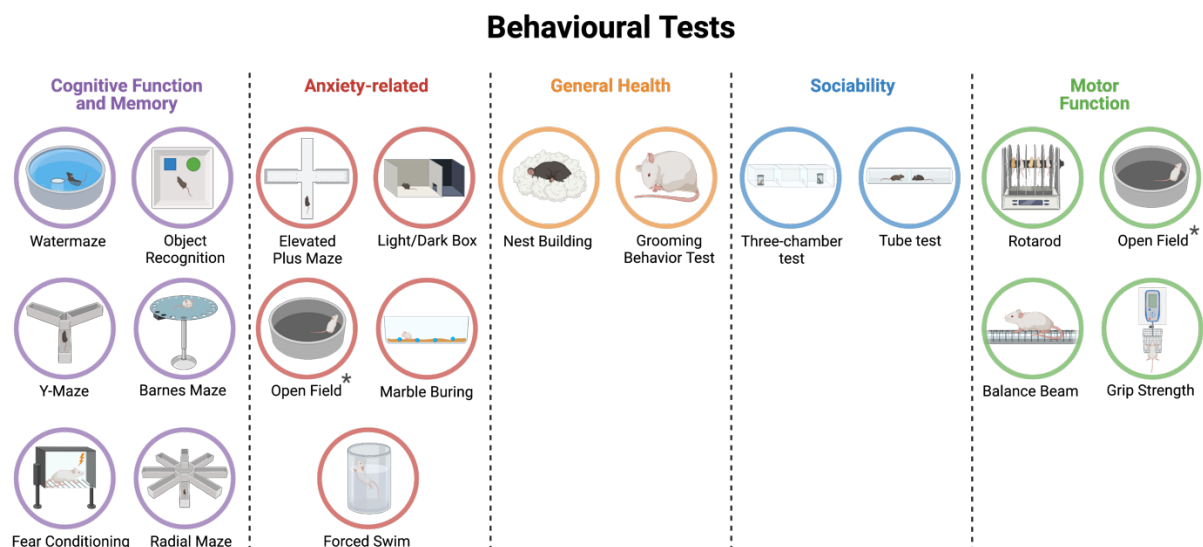 Behavioural Tests
Cognitive Function
and Memory
Anxiety-related
General Health
Sociability
Motor
Function
Watermaze
Object
Recognition
Elevated
Plus Maze
Light/Dark Box
Nest Building
Grooming
Behavior Test
Three-chamber
test
Tube test
Rotarod
Open Field*
Y-Maze
Barnes Maze
Open Field*
Marble Buring
Balance Beam
Grip Strength
Fear Conditioning
Radial Maze
Forced Swim